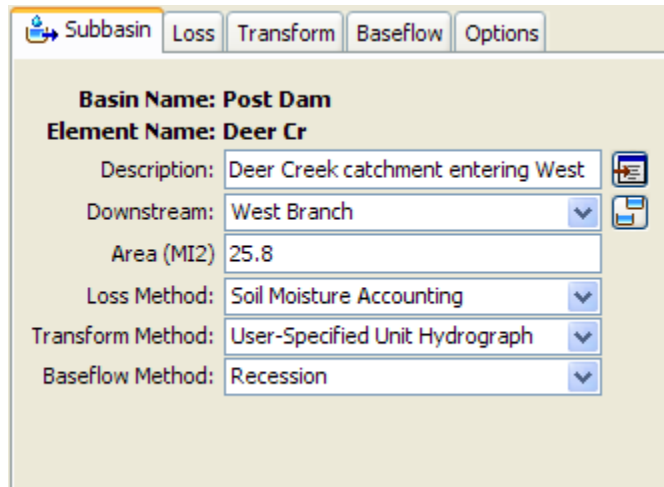 Subbasin Loss Transform Baseflow Options
Basin Name: Post Dam
Element Name: Deer Cr
Description: Deer Creek catchment entering West
Downstream: West Branch
Area (MI2) 25.8
Loss Method: Soil Moisture Accounting
Transform Method: User-Specified Unit Hydrograph
Baseflow Method: Recession